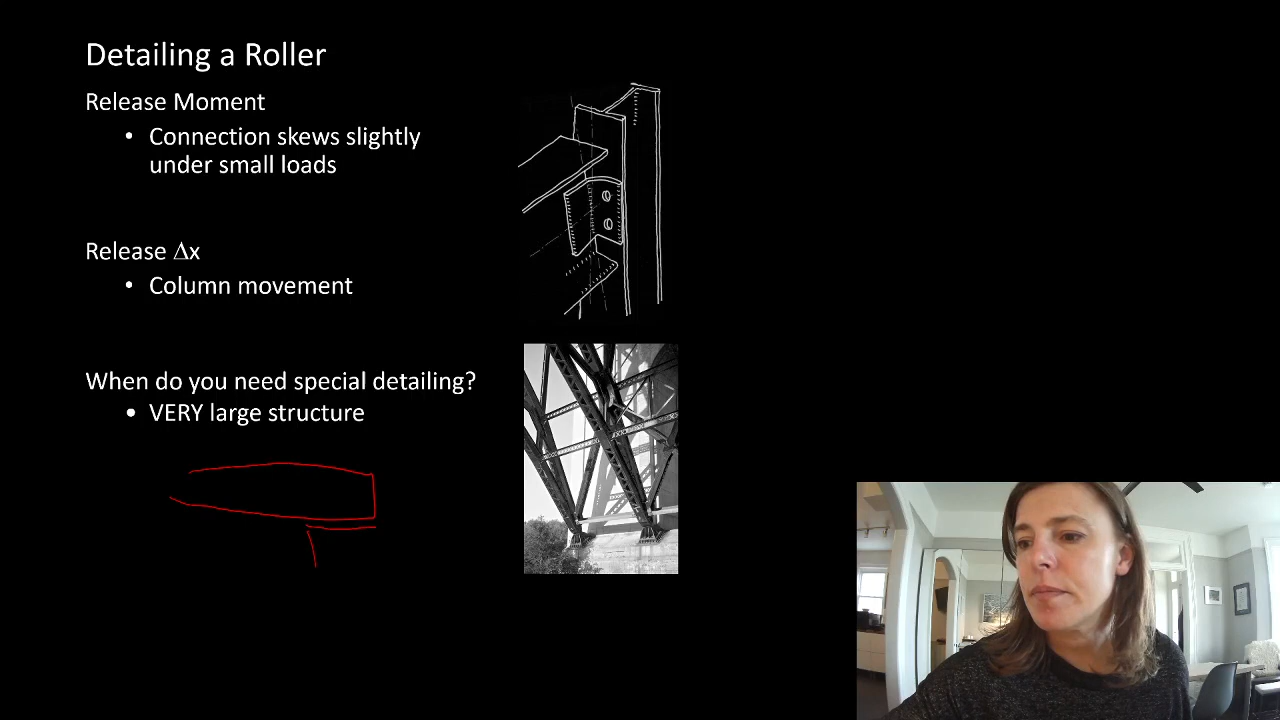 Detailing a Roller
Release Moment
• Connection skews slightly
under small loads
Release Δx
• Column movement
When do you need special detailing?
• VERY large structure